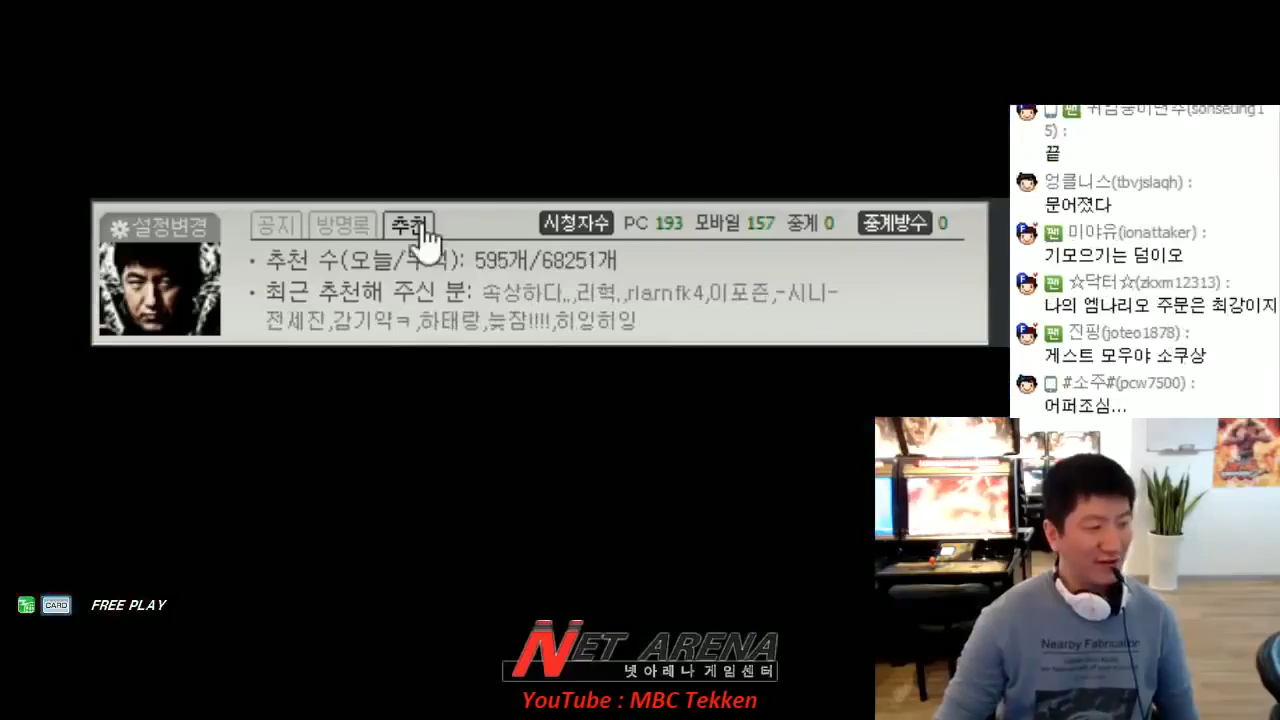 설정변경
공지 방명록 추천
시청자수 PC 193 모바일 157 중계 0 중계방수 0
· 추천 수(오늘/누적): 595개/68251개
· 최근 추천해 주신 분: 속상하다,,리혁,,rlarnfk4,이포즌,-시니-
전세진,감기약ㅋ,하태랑,늦잠!!!!,히잉히잉
5) :
끝
엉클니스(tbvjslaqh) :
문어졌다
팬 미야유(ionattaker) :
기모으기는 덤이오
팬 ☆닥터☆(zkxm12313) :
나의 엠나리오 주문은 최강이지
팬 진핑(joteo1878) :
게스트 모우야 소쿠상
#소주#(pcw7500) :
어퍼조심...
CARD FREE PLAY
NET ARENA
넷아레나 게임센터
YouTube : MBC Tekken
Nearby Fabrication